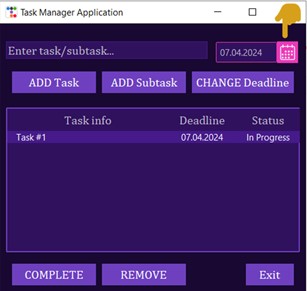 Task Manager Application
Enter task/subtask... 07.04.2024
ADD Task ADD Subtask CHANGE Deadline
Task info Deadline Status
Task #1 07.04.2024 In Progress
COMPLETE REMOVE Exit